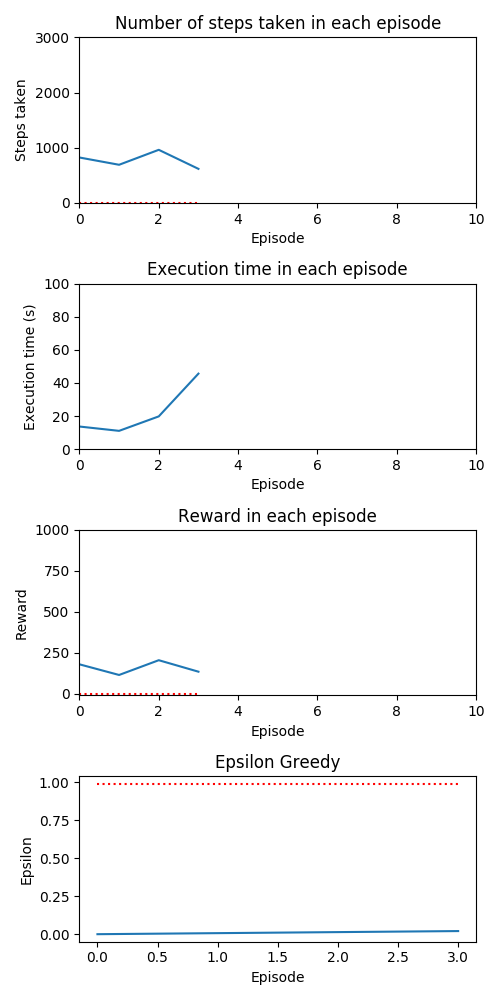 Number of steps taken in each episode
3000
2000
1000
0
Steps taken
0 2 4 6 8 10
Episode
Execution time in each episode
100
80
60
40
20
0
Execution time (s)
0 2 4 6 8 10
Episode
Reward in each episode
1000
750
500
250
0
Reward
0 2 4 6 8 10
Episode
Epsilon Greedy
1.00
0.75
0.50
0.25
0.00
Epsilon
0.0 0.5 1.0 1.5 2.0 2.5 3.0
Episode